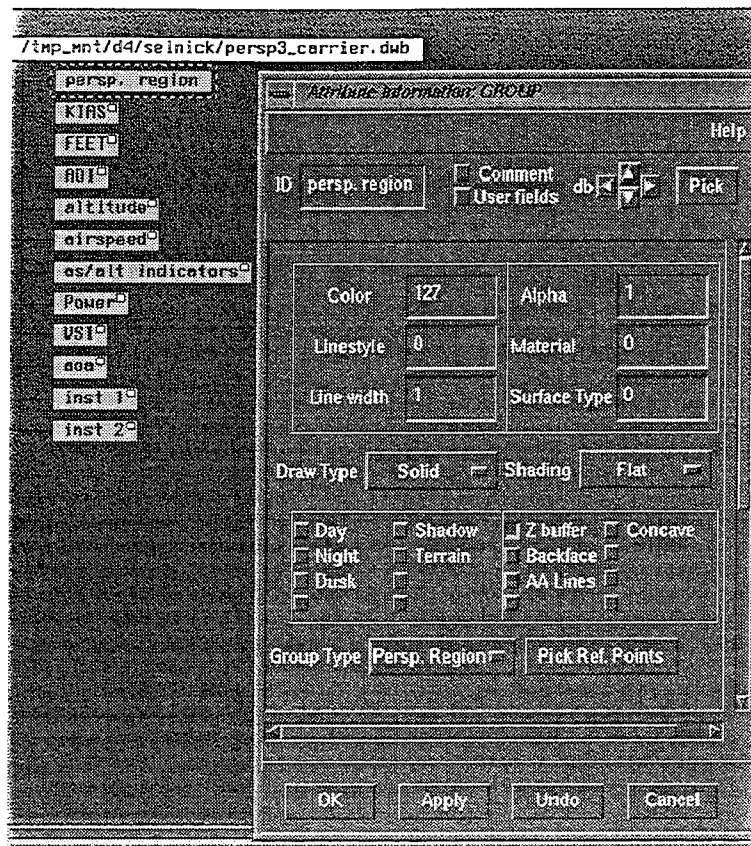 /tmp_mnt/d4/selnick/persp3_carrier.dwb
persp. region
KIAS
FEET
ADI
altitude
airspeed
as/alt indicators
Power
VSI
aoa
inst 1
inst 2
Attribute Information: GROUP
Help
ID persp. region Comment db Pick
User fields
Color 127 Alpha 1
Linestyle 0 Material 0
Line width 1 Surface Type 0
Draw Type Solid Shading Flat
Day Shadow Z buffer Concave
Night Terrain Backface
Dusk AA Lines
Group Type Persp. Region Pick Ref. Points
OK Apply Undo Cancel